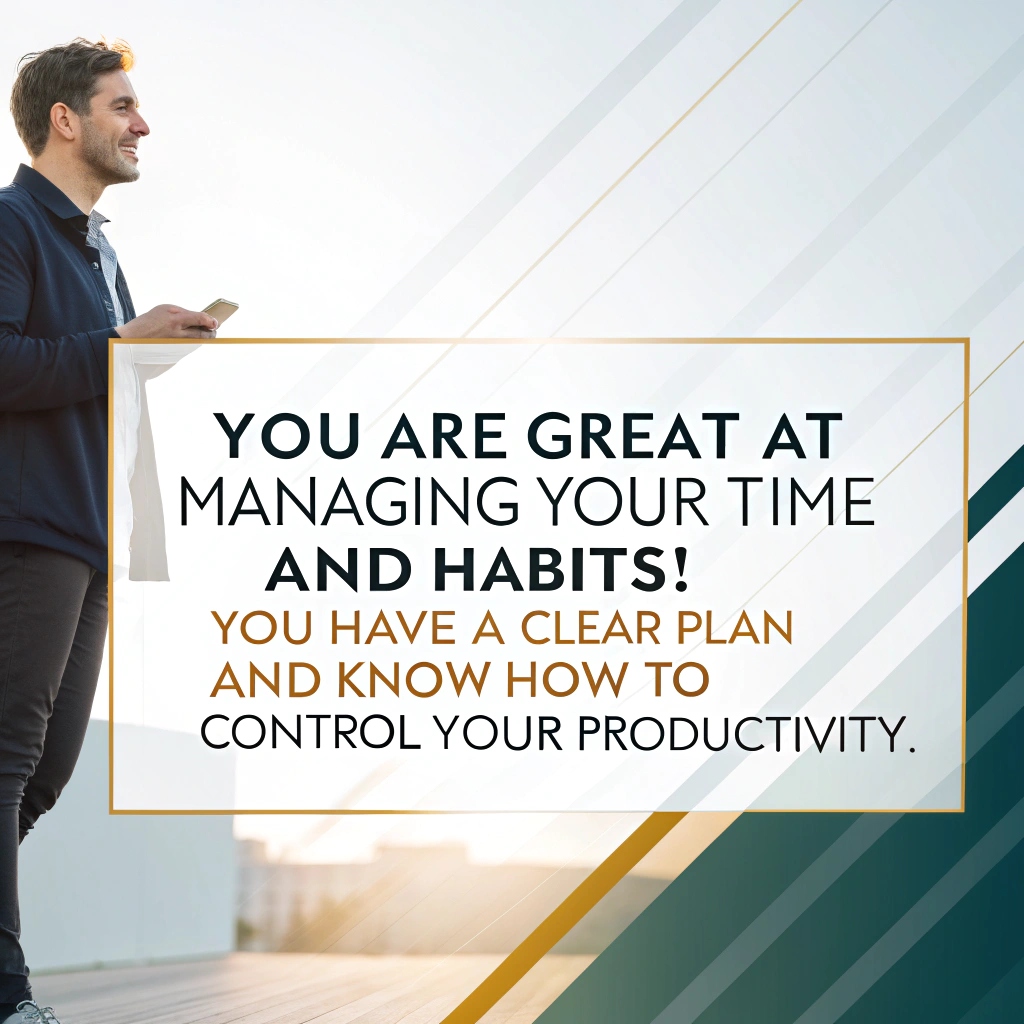 YOU ARE GREAT AT
MANAGING YOUR TIME
AND HABITS!
YOU HAVE A CLEAR PLAN
AND KNOW HOW TO
CONTROL YOUR PRODUCTIVITY.